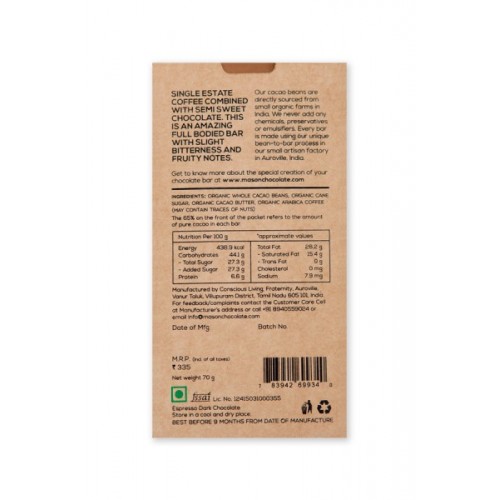 SINGLE ESTATE
COFFEE COMBINED
WITH SEMI SWEET
CHOCOLATE. THIS
IS AN AMAZING
FULL BODIED BAR
WITH SLIGHT
BITTERNESS AND
FRUITY NOTES.
Our cacao beans are
directly sourced from
small organic farms in
India. We never add any
chemicals, preservatives
or emulsifiers. Every bar
is made using our unique
bean-to-bar process in
our small artisan factory
in Auroville, India.
Get to know more about the special creation of your
chocolate bar at www.masonchocolate.com
INGREDIENTS: ORGANIC WHOLE CACAO BEANS, ORGANIC CANE
SUGAR, ORGANIC CACAO BUTTER, ORGANIC ARABICA COFFEE
(MAY CONTAIN TRACES OF NUTS)
The 65% on the front of the packet refers to the amount
of pure cacao in each bar.
Nutrition Per 100 g *approximate values
Energy 438.9 kcal
Carbohydrates 44.1 g
- Total Sugar 27.3 g
- Added Sugar 27.3 g
Protein 6.6 g
Total Fat 26.2 g
- Saturated Fat 15.4 g
- Trans Fat 0 g
Cholesterol 0 mg
Sodium 7.9 mg
Manufactured by Conscious Living, Fraternity, Auroville,
Vanur Taluk, Villupuram District, Tamil Nadu 605 101, India
For feedback/complaints contact the Customer Care Cell
at Manufacturer's address or call +91 8940559024 or
email info@masonchocolate.com
Date of Mfg. Batch No.
M.R.P. (Incl. of all taxes)
₹ 335
Net weight 70 g
7 83942 69934 0
fssai Lic. No. 12415031000355
Espresso Dark Chocolate
Store in a cool and dry place
BEST BEFORE 9 MONTHS FROM DATE OF MANUFACTURE